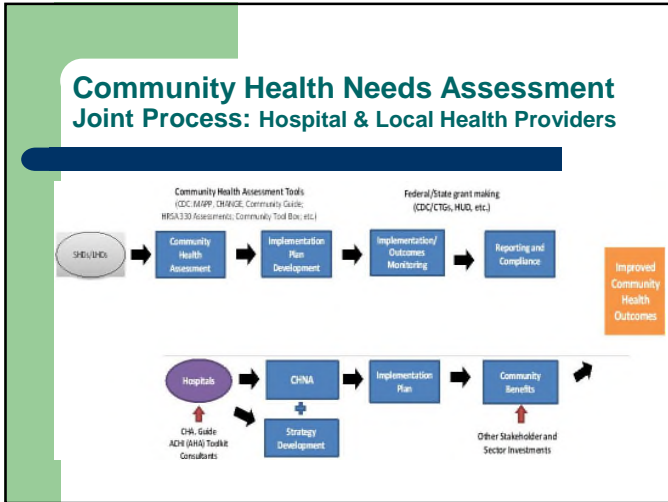 Community Health Needs Assessment
Joint Process: Hospital & Local Health Providers
Community Health Assessment Tools
(CDC: MAPP, CHANGE, Community Guide;
HRSA 330 Assessments; Community Tool Box; etc.)
Federal/State grant making
(CDC/CTGs, HUD, etc.)
SHDs/LHDs
Community
Health
Assessment
Implementation
Plan
Development
Implementation/
Outcomes
Monitoring
Reporting and
Compliance
Improved
Community
Health
Outcomes
Hospitals
CHNA
Implementation
Plan
Community
Benefits
Strategy
Development
CHA. Guide
ACHI (AHA) Toolkit
Consultants
Other Stakeholder and
Sector Investments